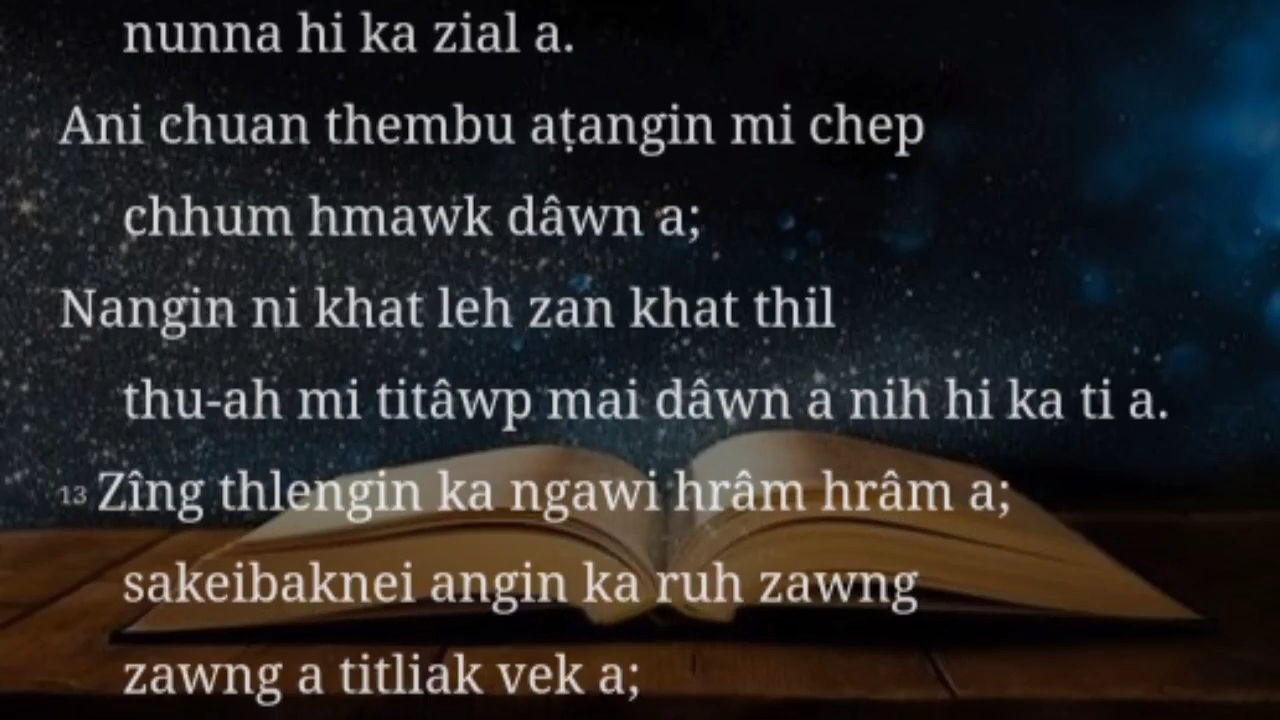 nunna hi ka zial a.
Ani chuan thembu aṭangin mi chep
chhum hmawk dâwn a;
Nangin ni khat leh zan khat thil
thu-ah mi titâwp mai dâwn a nih hi ka ti a.
13 Zîng thlengin ka ngawi hrâm hrâm a;
sakeibaknei angin ka ruh zawng
zawng a titliak vek a;